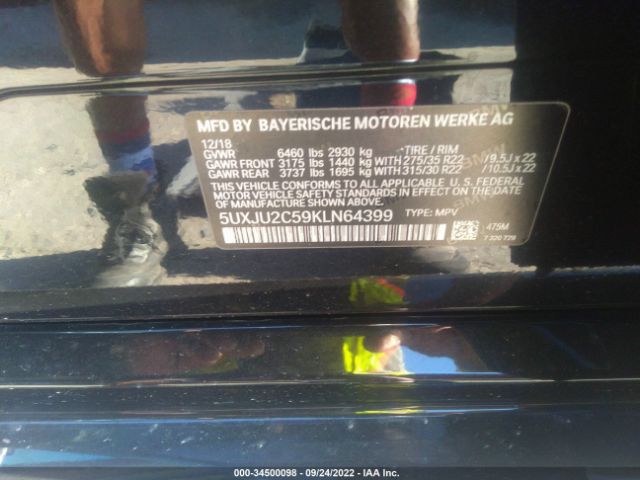 MFD BY BAYERISCHE MOTOREN WERKE AG
12/18 TIRE / RIM
GVWR 6460 lbs 2930 kg
GAWR FRONT 3175 lbs 1440 kg WITH 275/35 R22 / 9.5J x 22
GAWR REAR 3737 lbs 1695 kg WITH 315/30 R22 / 10.5J x 22
THIS VEHICLE CONFORMS TO ALL APPLICABLE U.S. FEDERAL
MOTOR VEHICLE SAFETY STANDARDS IN EFFECT ON THE DATE
OF MANUFACTURE SHOWN ABOVE.
5UXJU2C59KLN64399 TYPE: MPV
475M
7 320 729
000-34500098 - 09/24/2022 - IAA Inc.